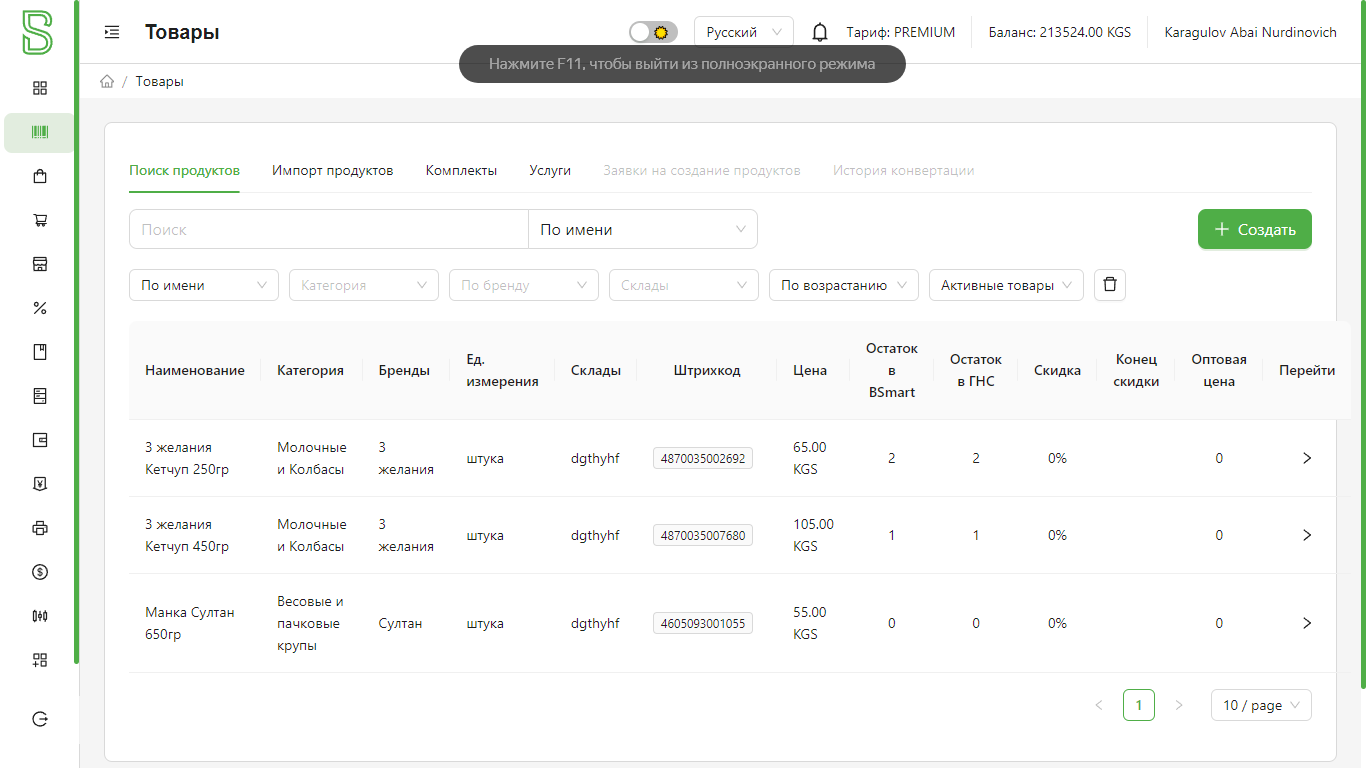 Товары
Русский
Тариф: PREMIUM
Баланс: 213524.00 KGS
Karagulov Abai Nurdinovich
Нажмите F11, чтобы выйти из полноэкранного режима
/ Товары
Поиск продуктов
Импорт продуктов
Комплекты
Услуги
Заявки на создание продуктов
История конвертации
Поиск
По имени
+ Создать
По имени
Категория
По бренду
Склады
По возрастанию
Активные товары
Наименование
Категория
Бренды
Ед.
измерения
Склады
Штрихкод
Цена
Остаток
в
BSmart
Остаток
в ГНС
Скидка
Конец
скидки
Оптовая
цена
Перейти
3 желания
Кетчуп 250гр
Молочные
и Колбасы
3
желания
штука
dgthyhf
4870035002692
65.00
KGS
2
2
0%
0
3 желания
Кетчуп 450гр
Молочные
и Колбасы
3
желания
штука
dgthyhf
4870035007680
105.00
KGS
1
1
0%
0
Манка Султан
650гр
Весовые и
пачковые
крупы
Султан
штука
dgthyhf
4605093001055
55.00
KGS
0
0
0%
0
1
10 / page